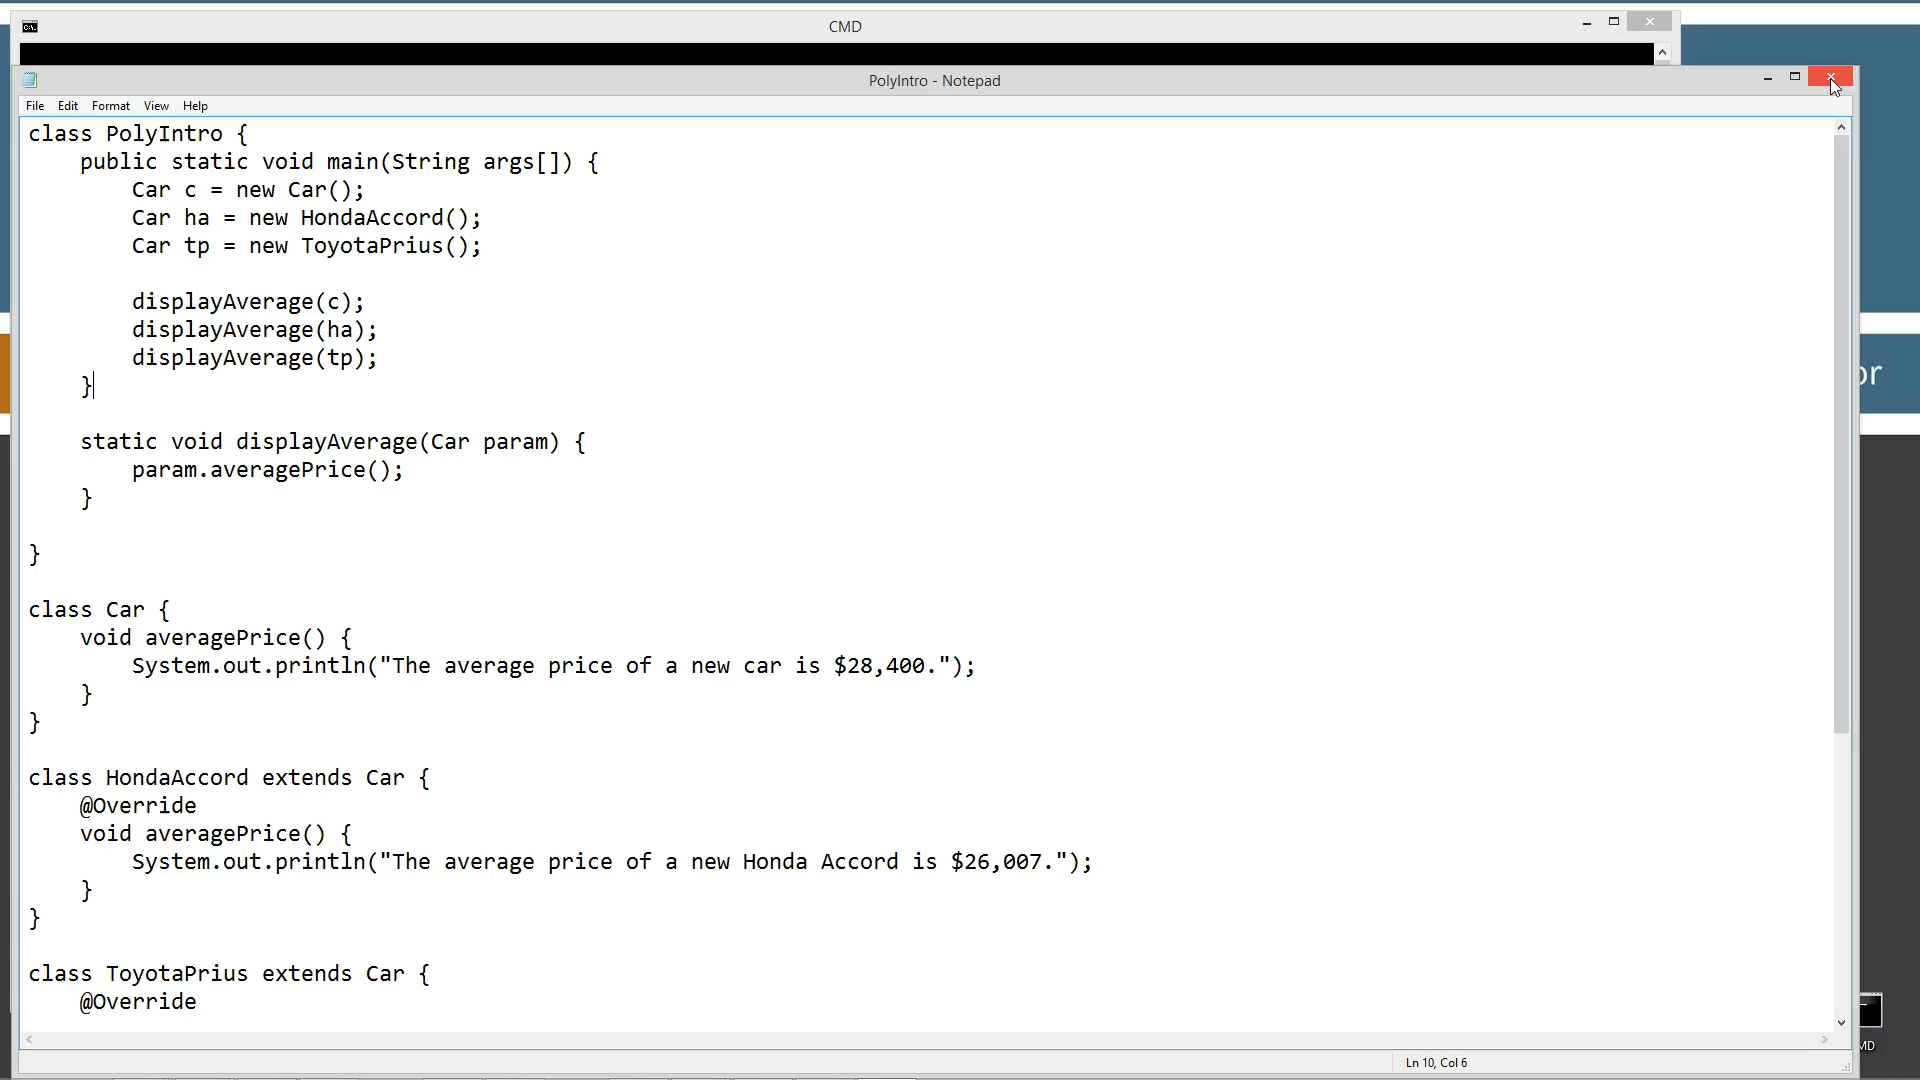 CMD
PolyIntro - Notepad
File Edit Format View Help
class PolyIntro {
    public static void main(String args[]) {
        Car c = new Car();
        Car ha = new HondaAccord();
        Car tp = new ToyotaPrius();
        displayAverage(c);
        displayAverage(ha);
        displayAverage(tp);
    }
    static void displayAverage(Car param) {
        param.averagePrice();
    }
}
class Car {
    void averagePrice() {
        System.out.println("The average price of a new car is $28,400.");
    }
}
class HondaAccord extends Car {
    @Override
    void averagePrice() {
        System.out.println("The average price of a new Honda Accord is $26,007.");
    }
}
class ToyotaPrius extends Car {
    @Override
Ln 10, Col 6
or
MD